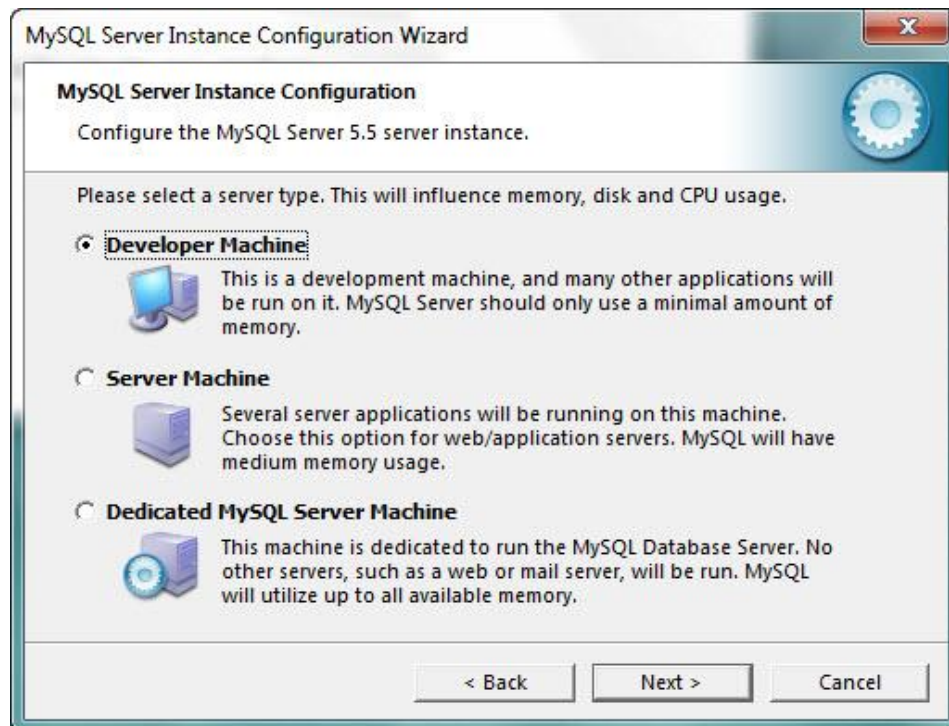 MySQL Server Instance Configuration Wizard
MySQL Server Instance Configuration
Configure the MySQL Server 5.5 server instance.
Please select a server type. This will influence memory, disk and CPU usage.
Developer Machine
This is a development machine, and many other applications will
be run on it. MySQL Server should only use a minimal amount of
memory.
Server Machine
Several server applications will be running on this machine.
Choose this option for web/application servers. MySQL will have
medium memory usage.
Dedicated MySQL Server Machine
This machine is dedicated to run the MySQL Database Server. No
other servers, such as a web or mail server, will be run. MySQL
will utilize up to all available memory.
< Back
Next >
Cancel